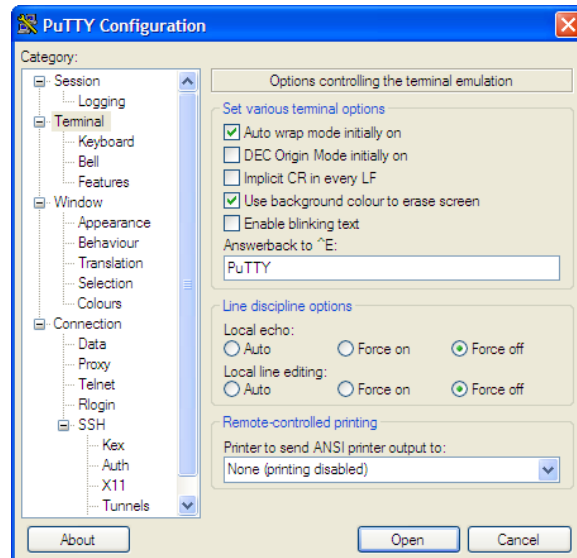 PuTTY Configuration
Category:
Session
Logging
Terminal
Keyboard
Bell
Features
Window
Appearance
Behaviour
Translation
Selection
Colours
Connection
Data
Proxy
Telnet
Rlogin
SSH
Kex
Auth
X11
Tunnels
Options controlling the terminal emulation
Set various terminal options
Auto wrap mode initially on
DEC Origin Mode initially on
Implicit CR in every LF
Use background colour to erase screen
Enable blinking text
Answerback to ^E:
PuTTY
Line discipline options
Local echo:
Auto Force on Force off
Local line editing:
Auto Force on Force off
Remote-controlled printing
Printer to send ANSI printer output to:
None (printing disabled)
About Open Cancel